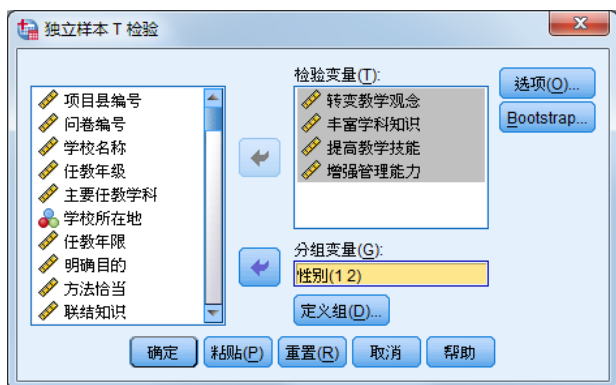 独立样本 T 检验
项目县编号
问卷编号
学校名称
任教年级
主要任教学科
学校所在地
任教年限
明确目的
方法恰当
联结知识
检验变量(T):
转变教学观念
丰富学科知识
提高教学技能
增强管理能力
分组变量(G):
性别(1 2)
定义组(D)...
选项(O)...
Bootstrap...
确定
粘贴(P)
重置(R)
取消
帮助